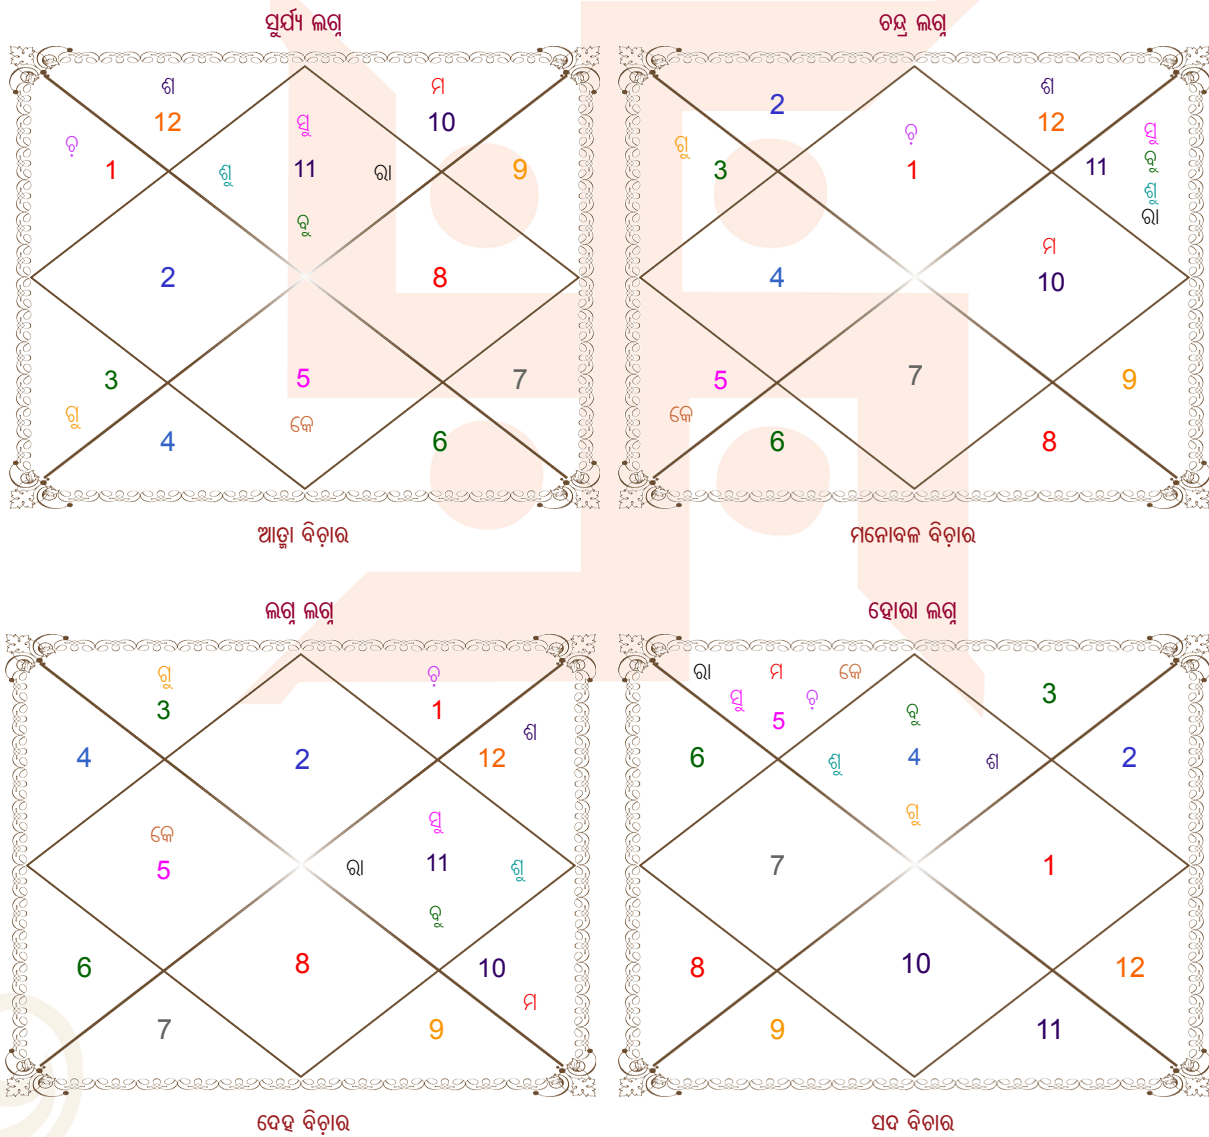 ସୂର୍ଯ୍ୟ ଲଗ୍ନ
ଶ ମ
12 ସୁ 10
ଚ଼ 1 ଶୁ 11 ରା 9
ବୁ
2 8
3 5 7
ଗୁ କେ
4 6
ଆତ୍ମା ବିଚ଼ାର
ଚନ୍ଦ୍ର ଲଗ୍ନ
2 ଶ
ଚ଼ 12 ସୁ
ଗୁ 3 1 11 ବୁ
ଶୁ
ରା
ମ
4 10
5 7 9
କେ
6 8
ମନୋବଳ ବିଚ଼ାର
ଲଗ୍ନ ଲଗ୍ନ
ଗୁ ଚ଼
3 1
ଶ
4 2 12
କେ ସୁ
5 ରା 11 ଶୁ
ବୁ
6 8 10
ମ
7 9
ଦେହ ବିଚ଼ାର
ହୋରା ଲଗ୍ନ
ରା ମ କେ
ସୁ ଚ଼ 3
5 ବୁ
6 ଶୁ 4 ଶ 2
ଗୁ
7 1
8 10 12
9 11
ସଦ ବିଚାର